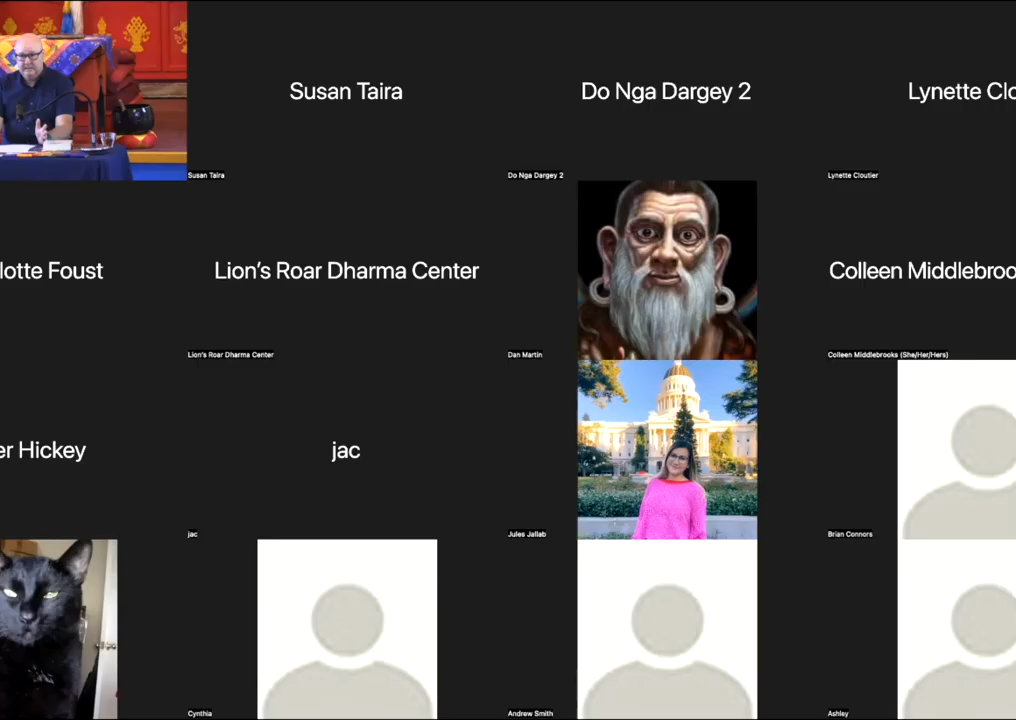 Susan Taira
Do Nga Dargey 2
Lynette Clo
Susan Taira
Do Nga Dargey 2
Lynette Cloutier
lotte Foust
Lion's Roar Dharma Center
Colleen Middlebroo
Lion's Roar Dharma Center
Dan Martin
Colleen Middlebrooks (She/Her/Hers)
er Hickey
jac
jac
Jules Jallab
Brian Connors
Cynthia
Andrew Smith
Ashley